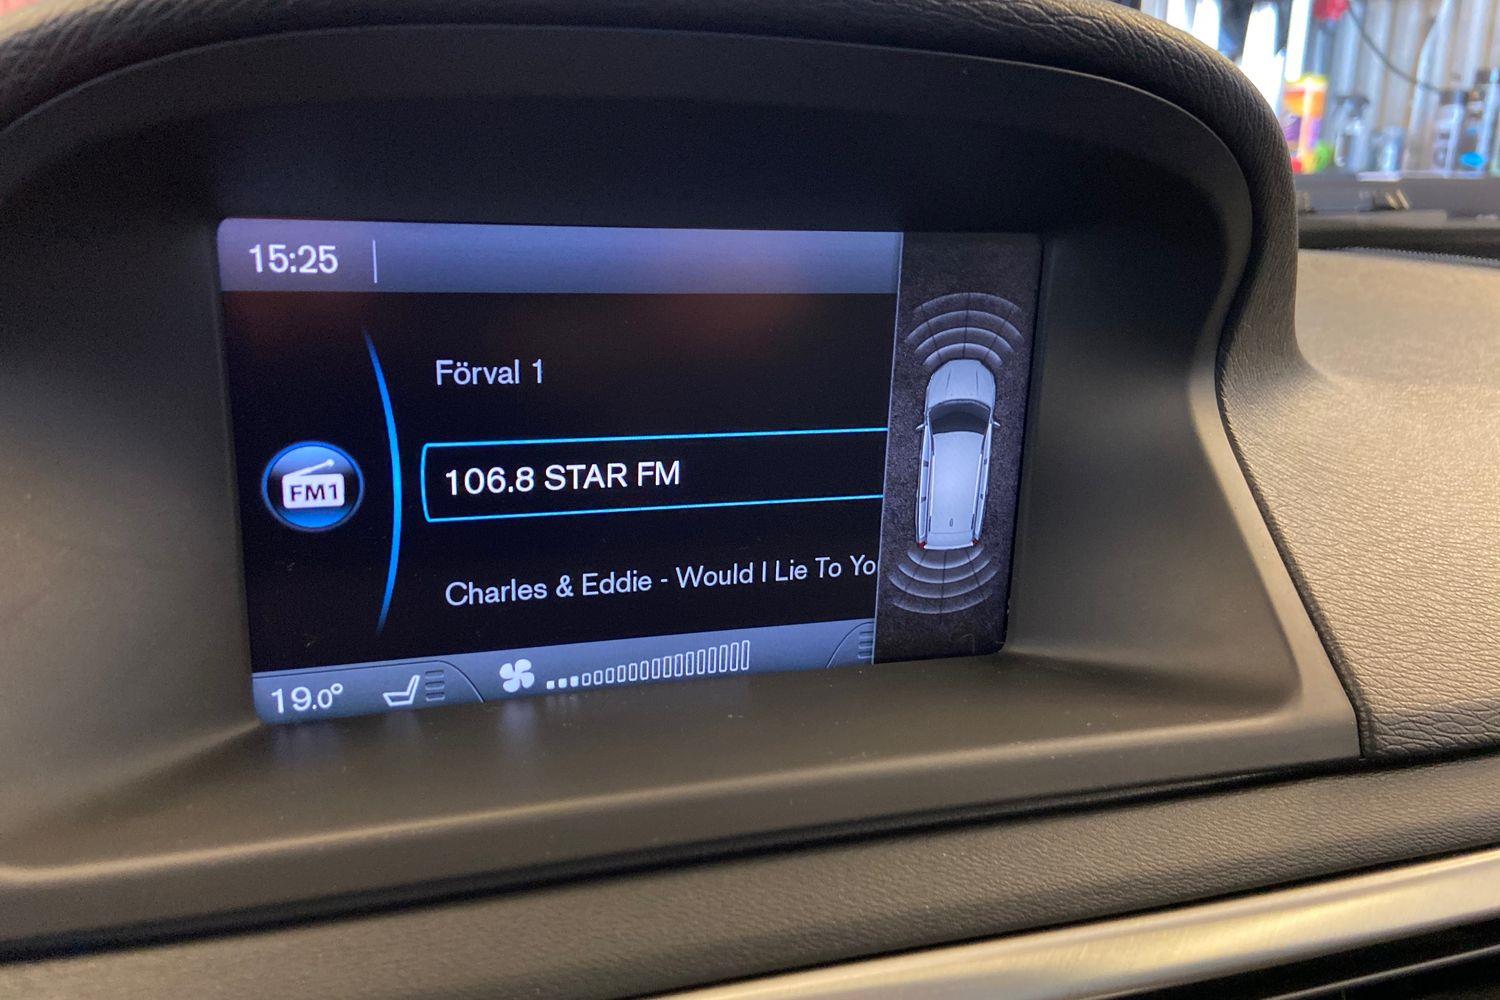 15:25
Förval 1
FM1
106.8 STAR FM
Charles & Eddie - Would I Lie To Yo
19.0°